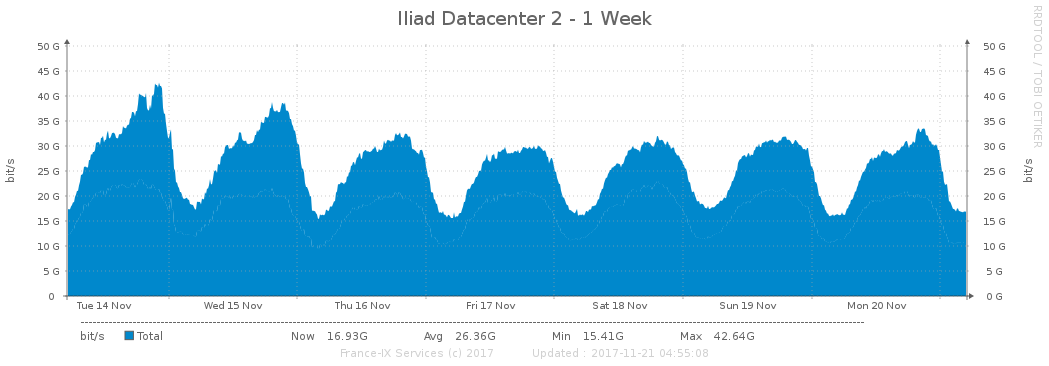 Iliad Datacenter 2 - 1 Week
RRDTOOL / TOBI OETIKER
50 G 50 G
45 G 45 G
40 G 40 G
35 G 35 G
30 G 30 G
25 G 25 G
20 G 20 G
15 G 15 G
10 G 10 G
5 G 5 G
0 0 G
bit/s bit/s
Tue 14 Nov Wed 15 Nov Thu 16 Nov Fri 17 Nov Sat 18 Nov Sun 19 Nov Mon 20 Nov
bit/s Total Now 16.93G Avg 26.36G Min 15.41G Max 42.64G
France-IX Services (c) 2017 Updated : 2017-11-21 04:55:08